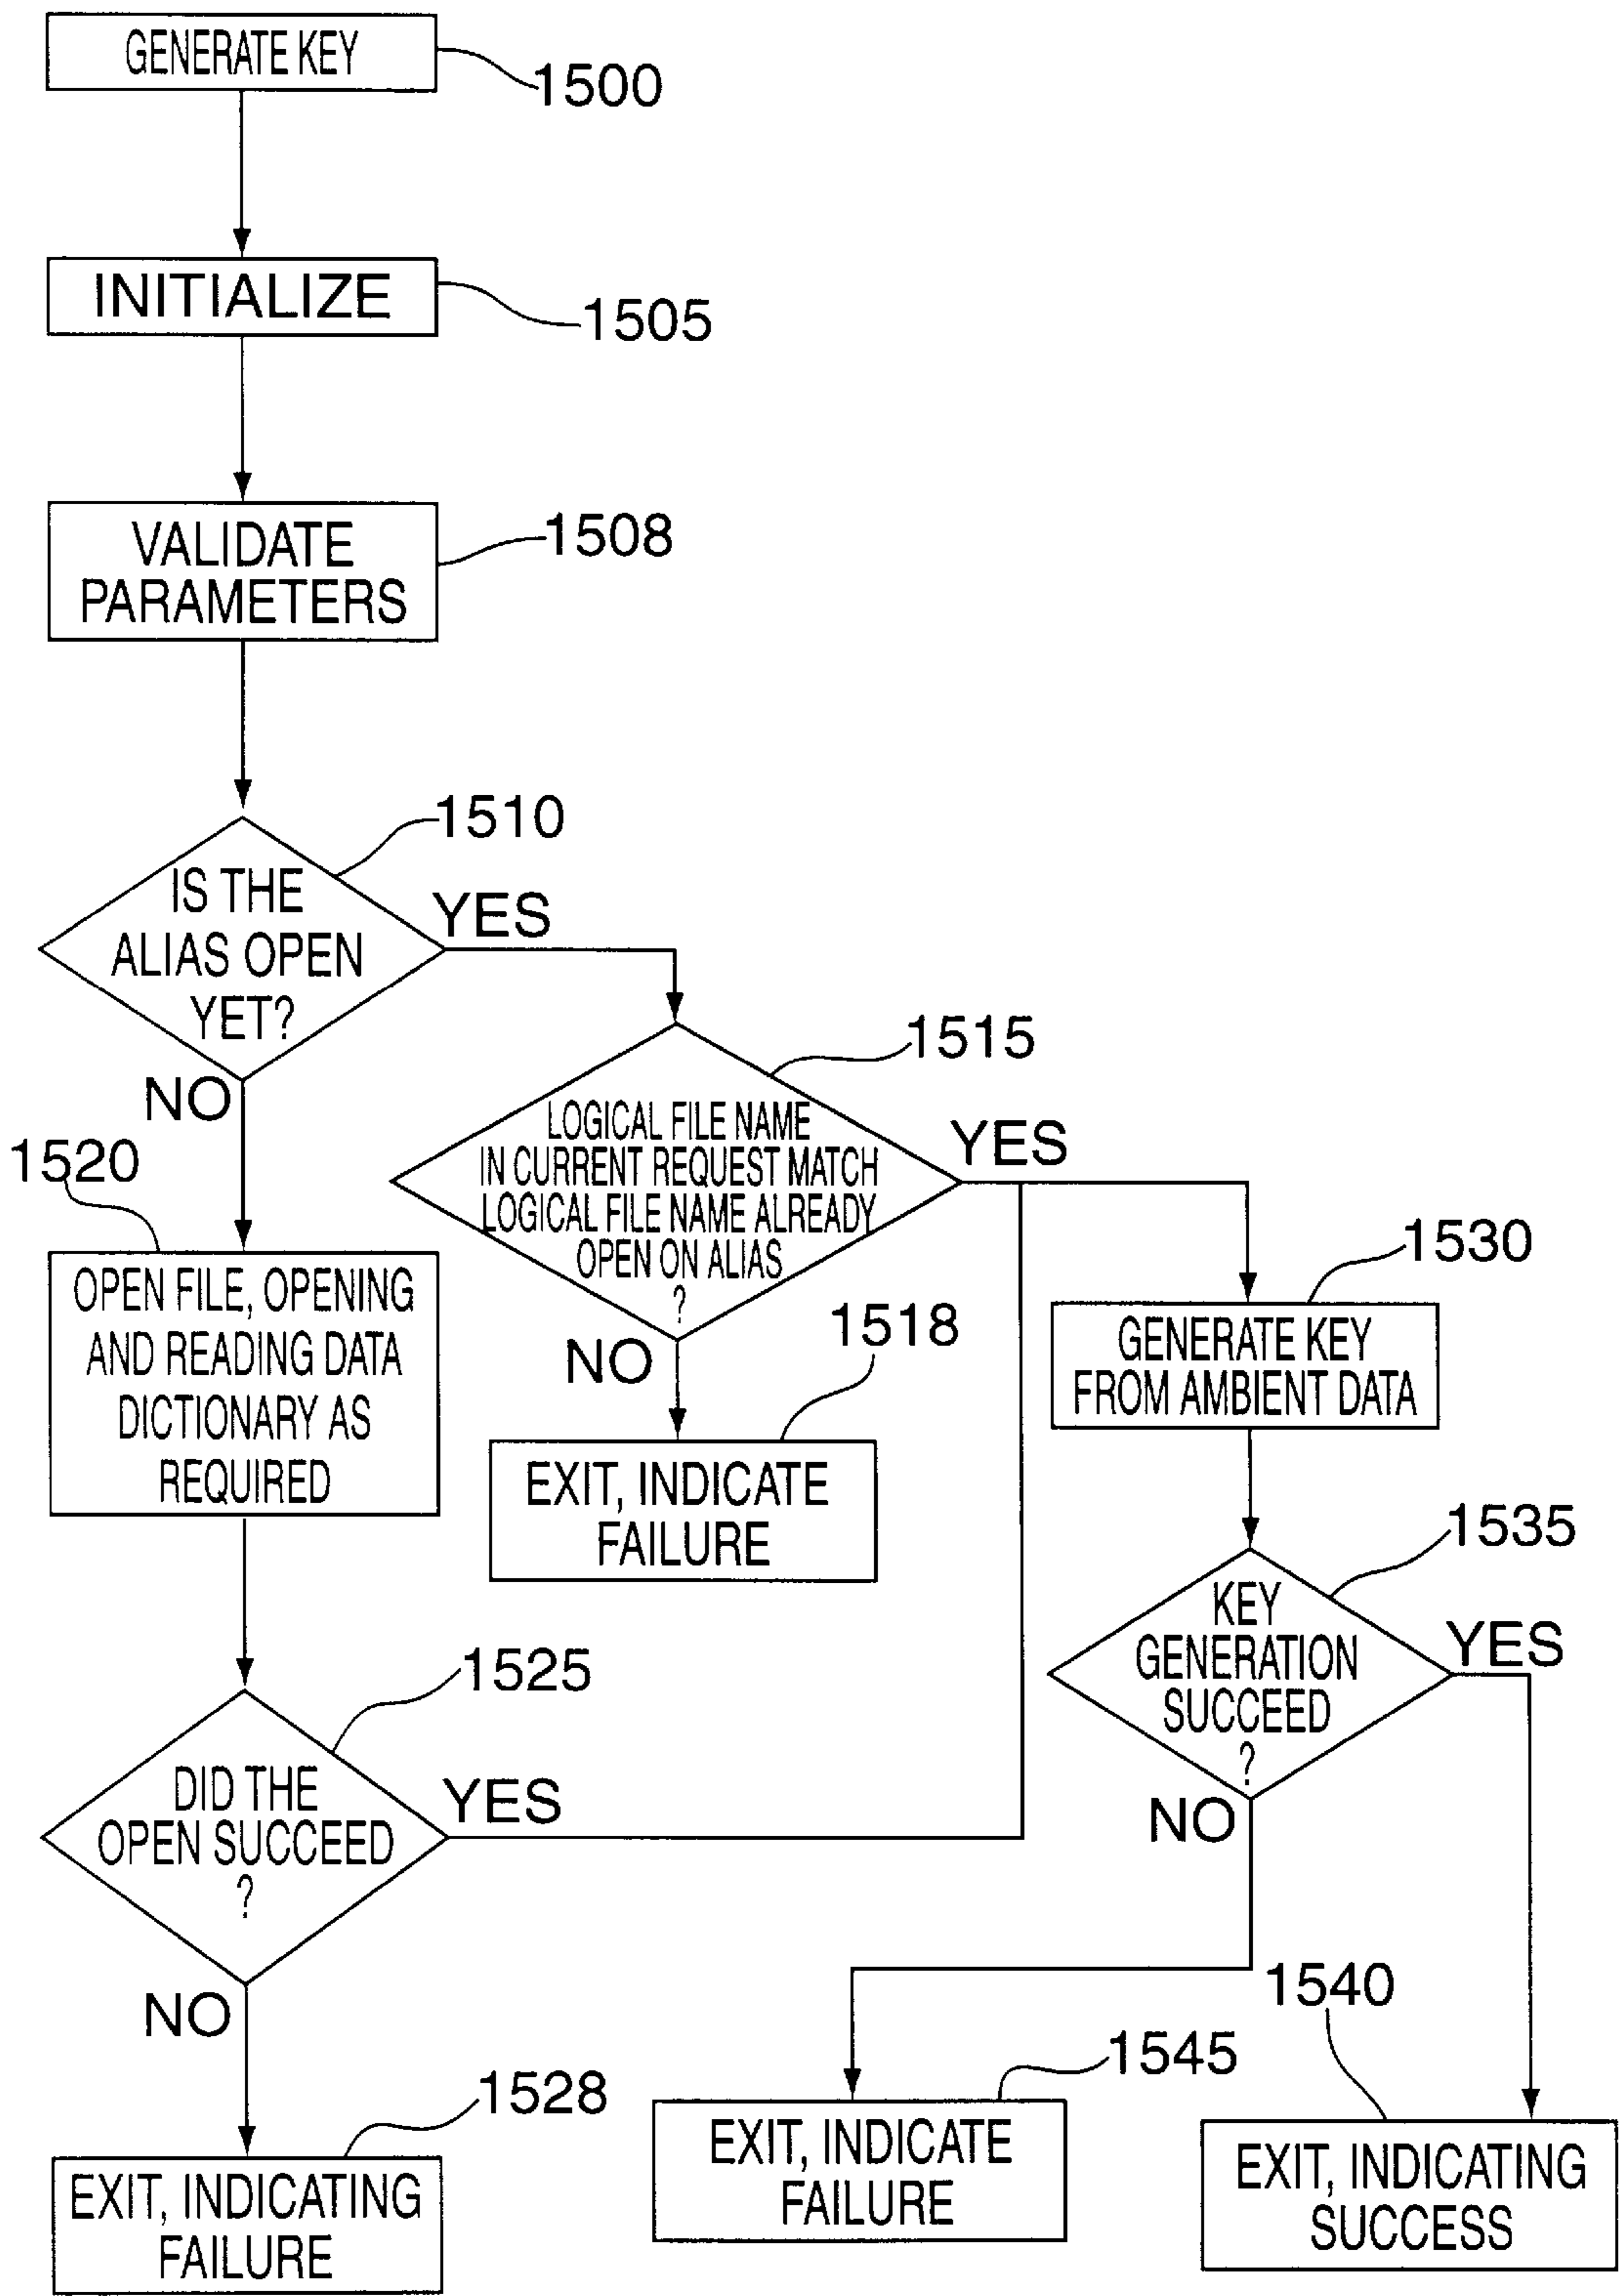 GENERATE KEY
1500
INITIALIZE
1505
VALIDATE
PARAMETERS
1508
1510
IS THE
ALIAS OPEN
YET?
YES
NO
1515
LOGICAL FILE NAME
IN CURRENT REQUEST MATCH
LOGICAL FILE NAME ALREADY
OPEN ON ALIAS
?
YES
NO
1518
EXIT, INDICATE
FAILURE
1520
OPEN FILE, OPENING
AND READING DATA
DICTIONARY AS
REQUIRED
1525
DID THE
OPEN SUCCEED
?
YES
NO
1528
EXIT, INDICATING
FAILURE
1530
GENERATE KEY
FROM AMBIENT DATA
1535
KEY
GENERATION
SUCCEED
?
YES
NO
1540
EXIT, INDICATING
SUCCESS
1545
EXIT, INDICATE
FAILURE